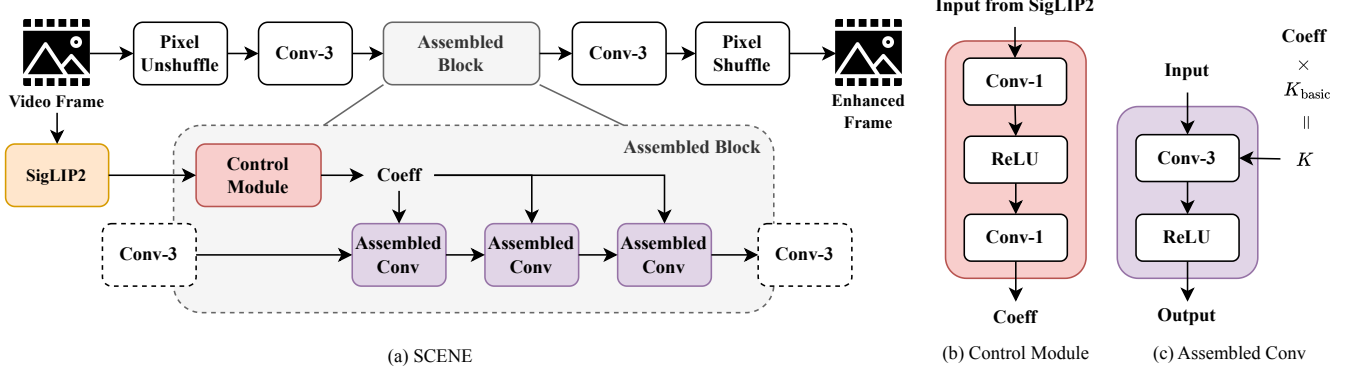 Video Frame
Pixel
Unshuffle
Conv-3
Assembled
Block
Conv-3
Pixel
Shuffle
Enhanced
Frame
SigLIP2
Assembled Block
Control
Module
Coeff
Conv-3
Assembled
Conv
Assembled
Conv
Assembled
Conv
Conv-3
(a) SCENE
Input from SigLIP2
Conv-1
ReLU
Conv-1
Coeff
(b) Control Module
Input
Conv-3
ReLU
Output
Coeff
×
K_basic
||
K
(c) Assembled Conv